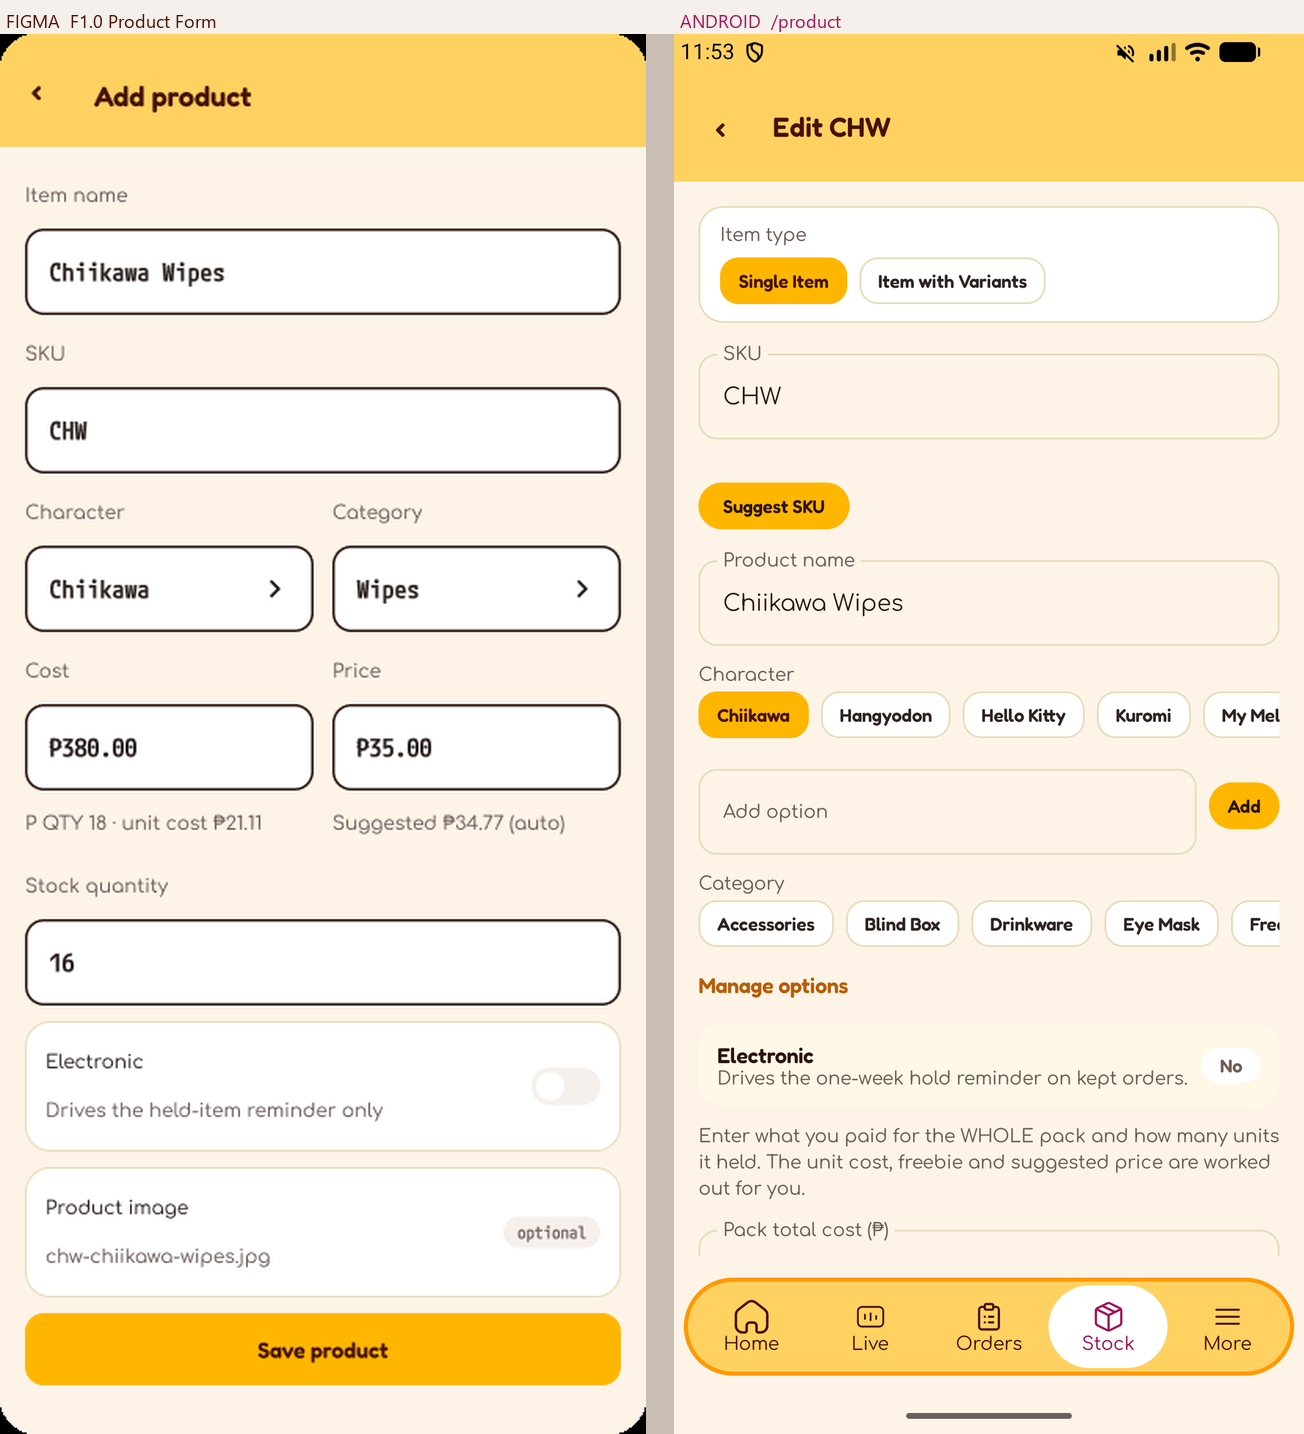 FIGMA F1.0 Product Form
Add product
Item name
Chiikawa Wipes
SKU
CHW
Character
Category
Chiikawa
Wipes
Cost
Price
₱380.00
₱35.00
P QTY 18 · unit cost ₱21.11
Suggested ₱34.77 (auto)
Stock quantity
16
Electronic
Drives the held-item reminder only
Product image
optional
chw-chiikawa-wipes.jpg
Save product
ANDROID /product
11:53
Edit CHW
Item type
Single Item
Item with Variants
SKU
CHW
Suggest SKU
Product name
Chiikawa Wipes
Character
Chiikawa
Hangyodon
Hello Kitty
Kuromi
My Mel
Add option
Add
Category
Accessories
Blind Box
Drinkware
Eye Mask
Free
Manage options
Electronic
Drives the one-week hold reminder on kept orders.
No
Enter what you paid for the WHOLE pack and how many units
it held. The unit cost, freebie and suggested price are worked
out for you.
Pack total cost (₱)
Home
Live
Orders
Stock
More